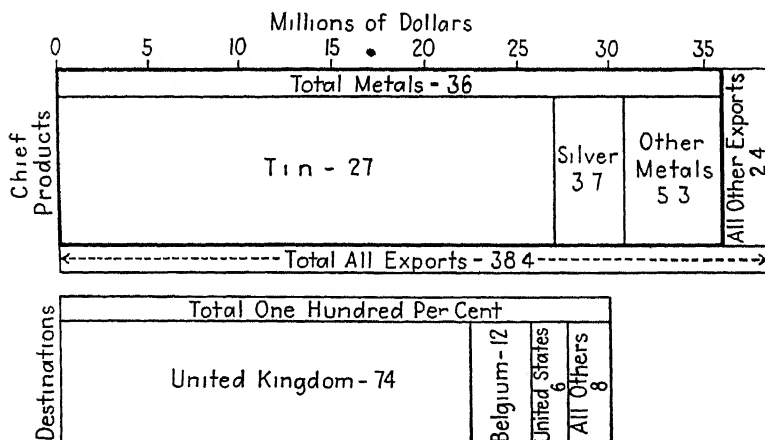 Millions of Dollars
0 5 10 15 20 25 30 35
Chief
Products
Total Metals - 36
Tin - 27
Silver
3 7
Other
Metals
5 3
All Other Exports
2 4
Total All Exports - 38 4
Destinations
Total One Hundred Per Cent
United Kingdom - 74
Belgium - 12
United States
6
All Others
8